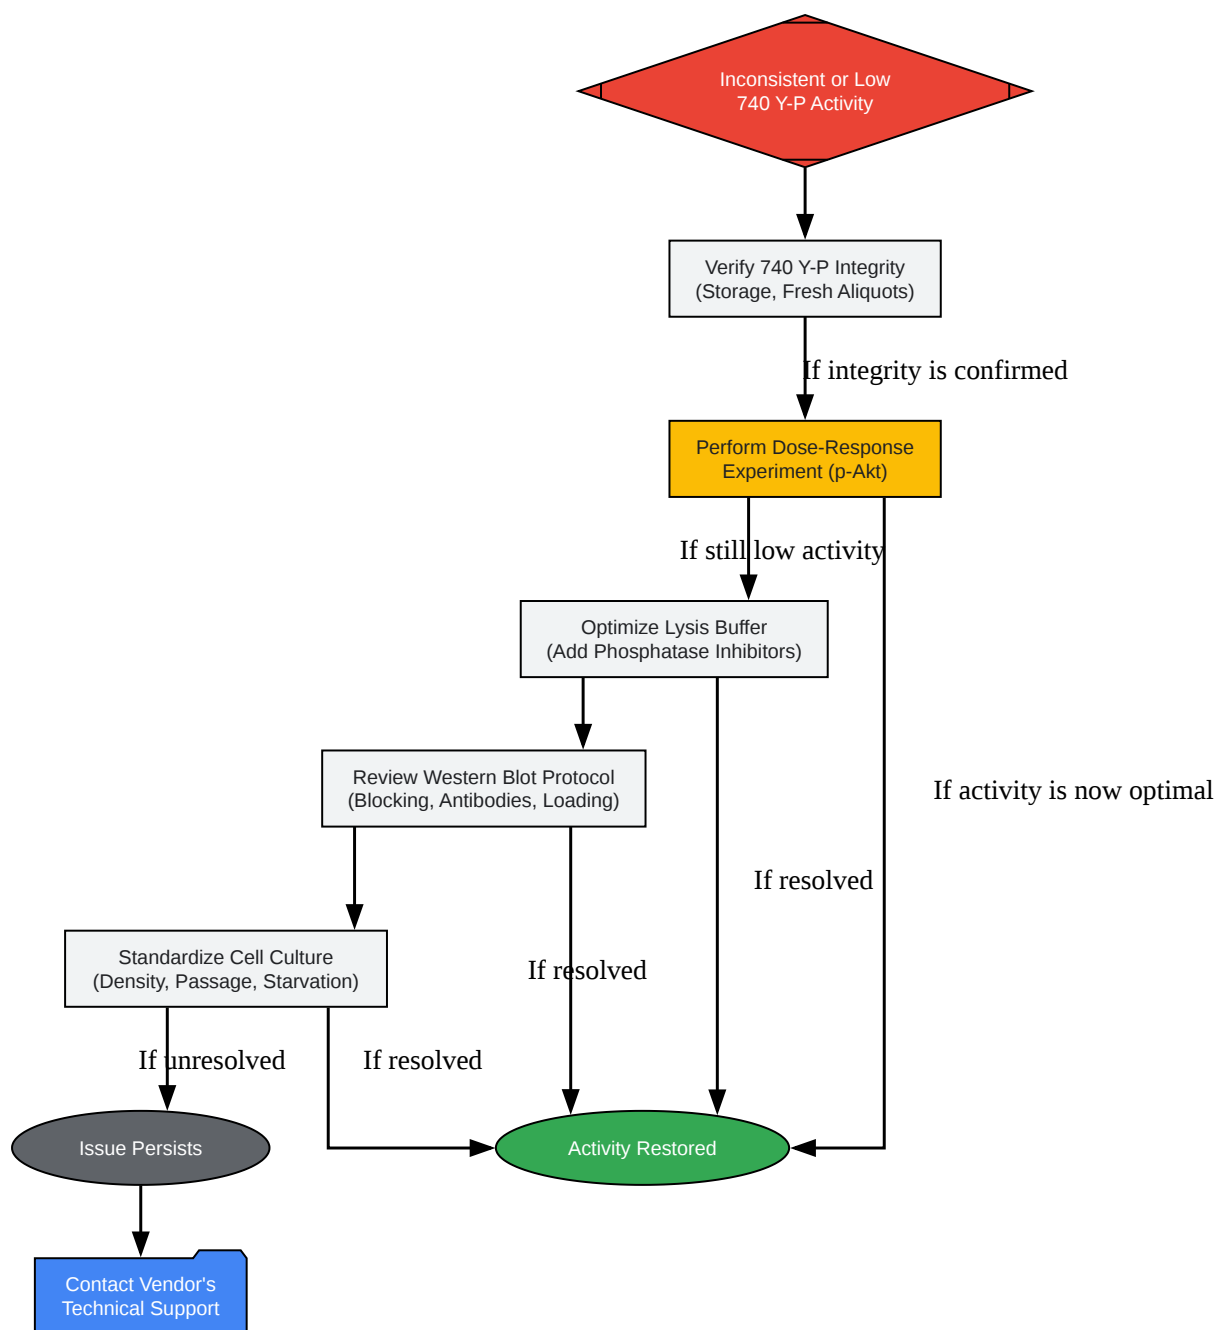 Inconsistent or Low
740 Y-P Activity
Verify 740 Y-P Integrity
(Storage, Fresh Aliquots)
If integrity is confirmed
Perform Dose-Response
Experiment (p-Akt)
If still low activity
Optimize Lysis Buffer
(Add Phosphatase Inhibitors)
Review Western Blot Protocol
(Blocking, Antibodies, Loading)
If activity is now optimal
If resolved
Standardize Cell Culture
(Density, Passage, Starvation)
If resolved
If unresolved
If resolved
Issue Persists
Activity Restored
Contact Vendor's
Technical Support